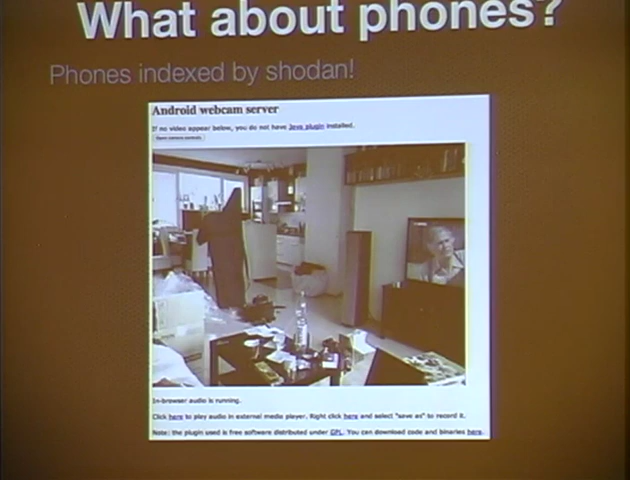 What about phones?
Phones indexed by shodan!
Android webcam server
If no video appear below, you do not have Java plugin installed.
In-browser audio is running.
Click here to play audio in external media player. Right click here and select "save as" to record it.
Note: the plugin used is free software distributed under GPL. You can download code and binaries here.